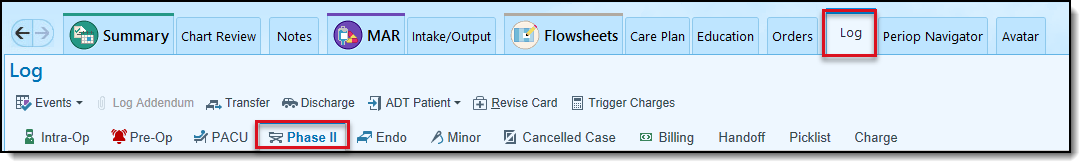 Summary Chart Review Notes MAR Intake/Output Flowsheets Care Plan Education Orders Log Periop Navigator Avatar
Log
Events Log Addendum Transfer Discharge ADT Patient Revise Card Trigger Charges
Intra-Op Pre-Op PACU Phase II Endo Minor Cancelled Case Billing Handoff Picklist Charge